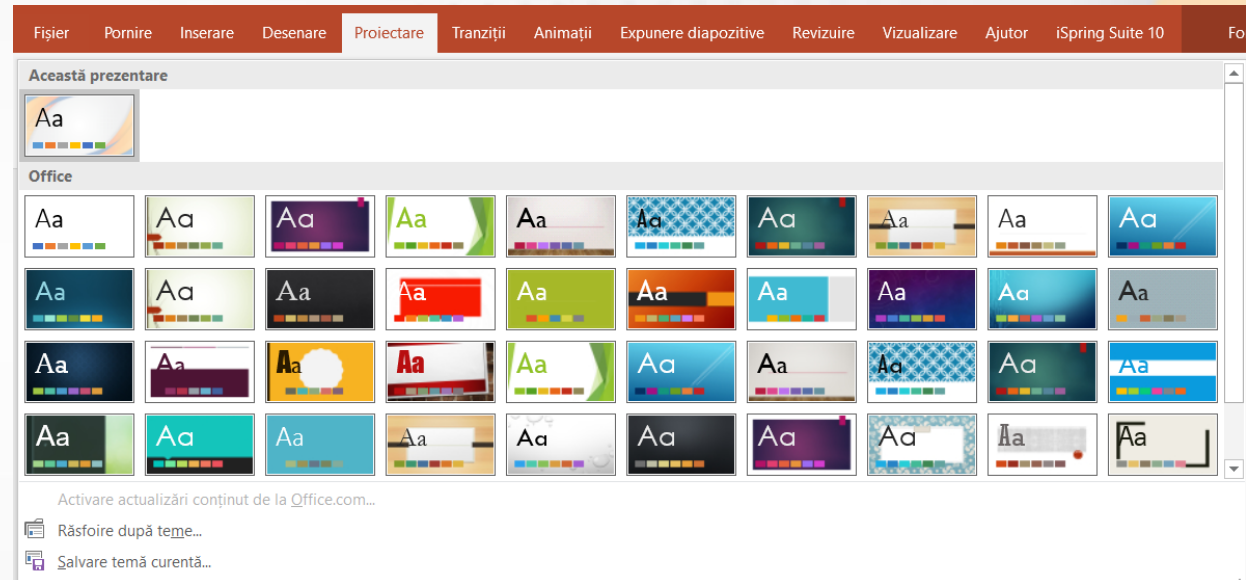 Fișier Pornire Inserare Desenare Proiectare Tranziții Animații Expunere diapozitive Revizuire Vizualizare Ajutor iSpring Suite 10 Fo
Această prezentare
Aa
Office
Aa Aa Aa Aa Aa Aa Aa Aa Aa Aa
Aa Aa Aa Aa Aa Aa Aa Aa Aa Aa
Aa Aa Aa Aa Aa Aa Aa Aa Aa Aa
Aa Aa Aa Aa Aa Aa Aa Aa Aa Aa
Activare actualizări conținut de la Office.com...
Răsfoire după teme...
Salvare temă curentă...